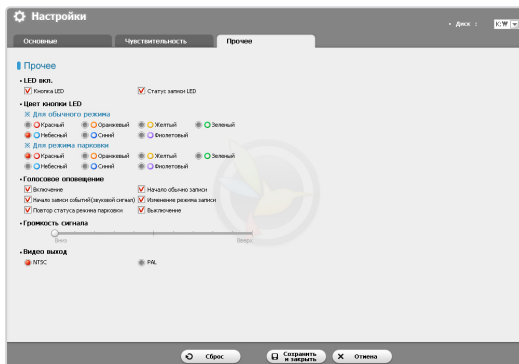 Настройки
• Диск : K:₩
Основные Чувствительность Прочее
Прочее
• LED вкл.
Кнопка LED Статус записи LED
• Цвет кнопки LED
※ Для обычного режима
Красный Оранжевый Желтый Зеленый
Небесный Синий Фиолетовый
※ Для режима парковки
Красный Оранжевый Желтый Зеленый
Небесный Синий Фиолетовый
• Голосовое оповещение
Включение Начало обычно записи
Начало записи событий(звуковой сигнал) Изменение режима записи
Повтор статуса режима парковки Выключение
• Громкость сигнала
Вниз Вверх
• Видео выход
NTSC PAL
Сброс Сохранить и закрыть X Отмена